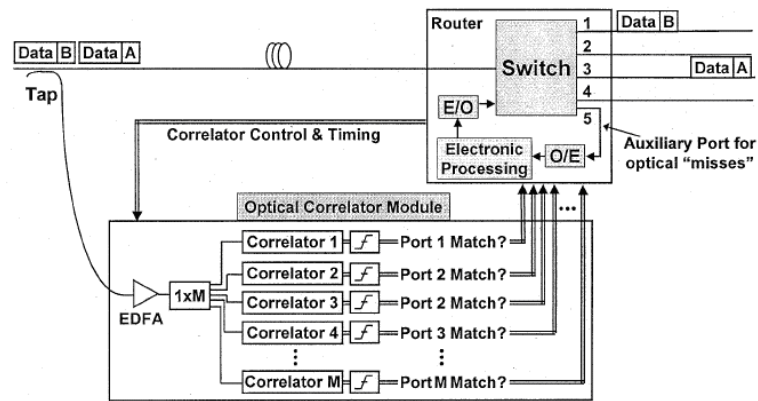 Router
1
Data B
Data B
Data A
2
Switch
3
Data A
Tap
4
E/O
5
Correlator Control & Timing
Electronic
Processing
O/E
Auxiliary Port for
optical "misses"
Optical Correlator Module
...
Correlator 1
Port 1 Match?
Correlator 2
Port 2 Match?
1xM
Correlator 3
Port 2 Match?
EDFA
Correlator 4
Port 3 Match?
Correlator M
Port M Match?